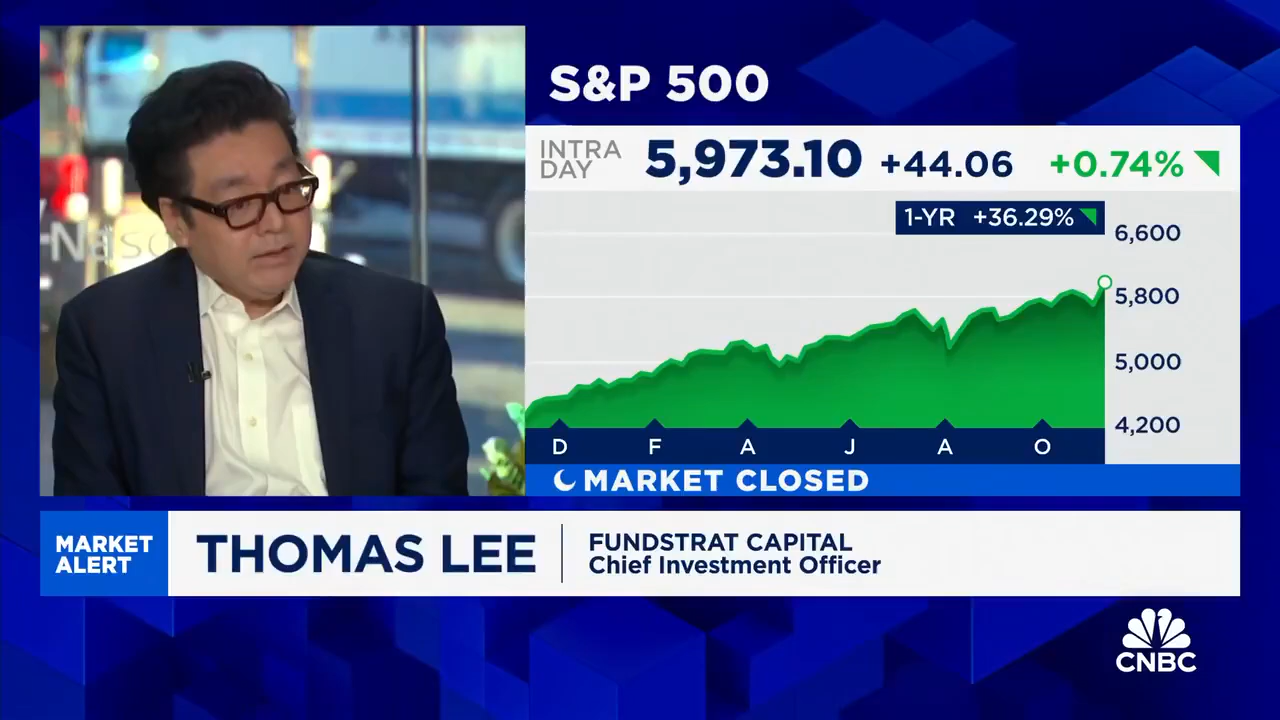 S&P 500
INTRA
DAY
5,973.10 +44.06 +0.74%
1-YR +36.29%
6,600
5,800
5,000
4,200
D F A J A O
MARKET CLOSED
MARKET
ALERT
THOMAS LEE
FUNDSTRAT CAPITAL
Chief Investment Officer
CNBC